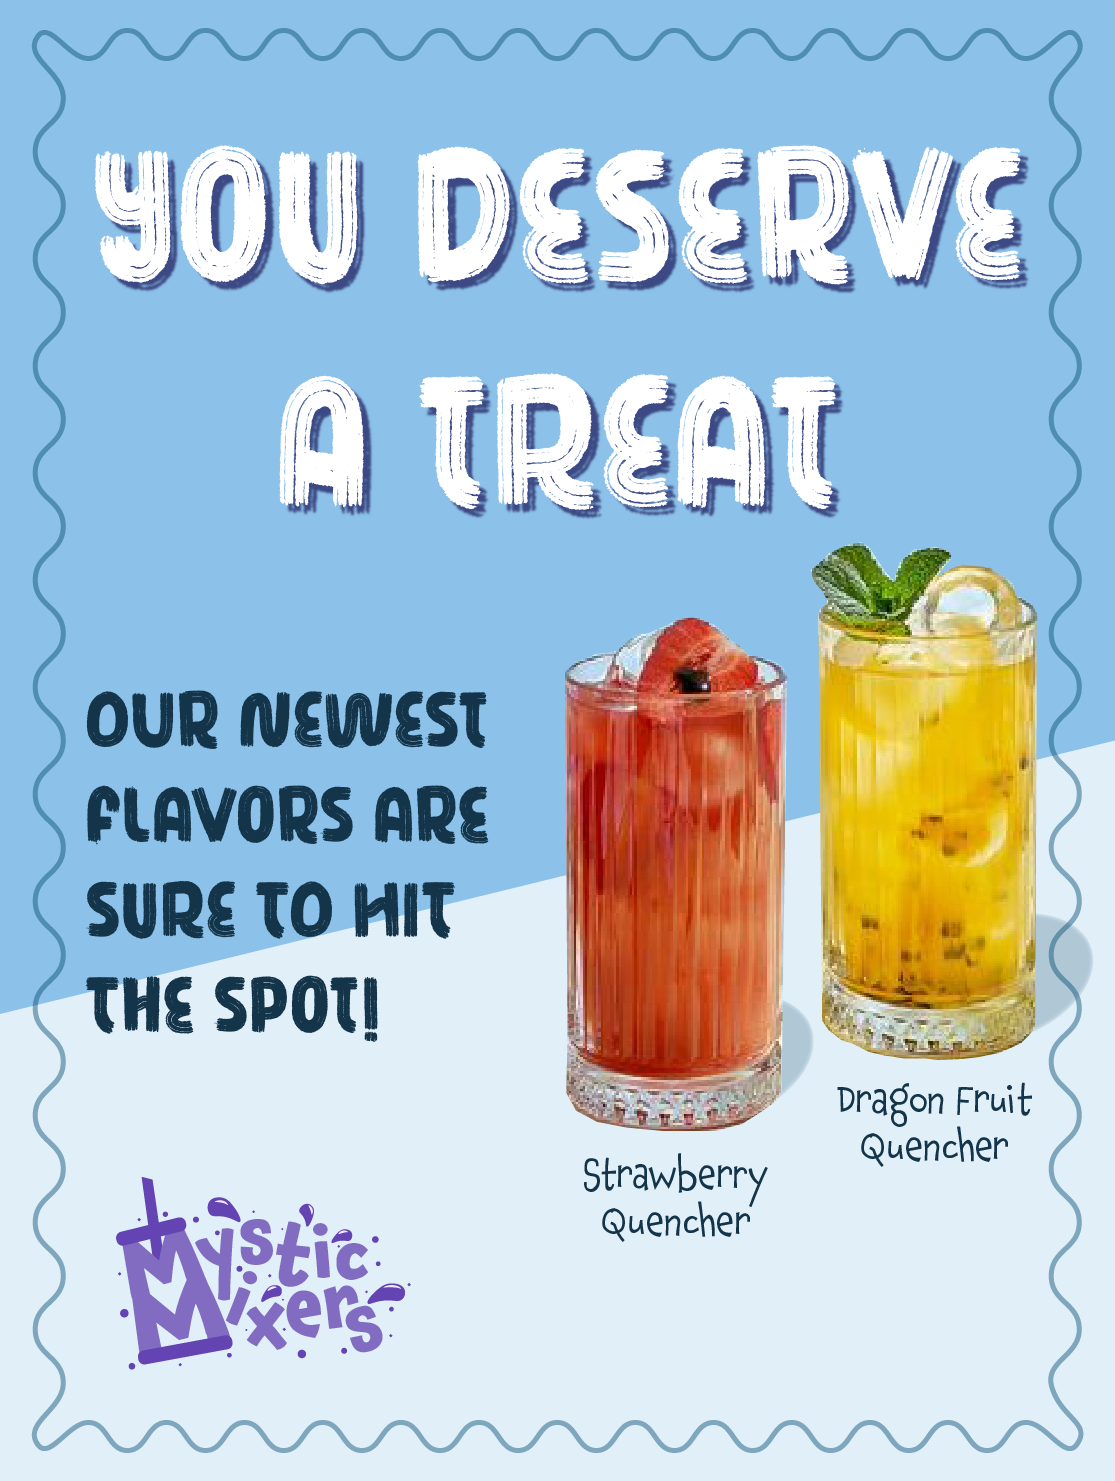 YOU DESERVE
A TREAT
OUR NEWEST
FLAVORS ARE
SURE TO HIT
THE SPOT!
Dragon Fruit
Quencher
Strawberry
Quencher
Mystic
Mixers